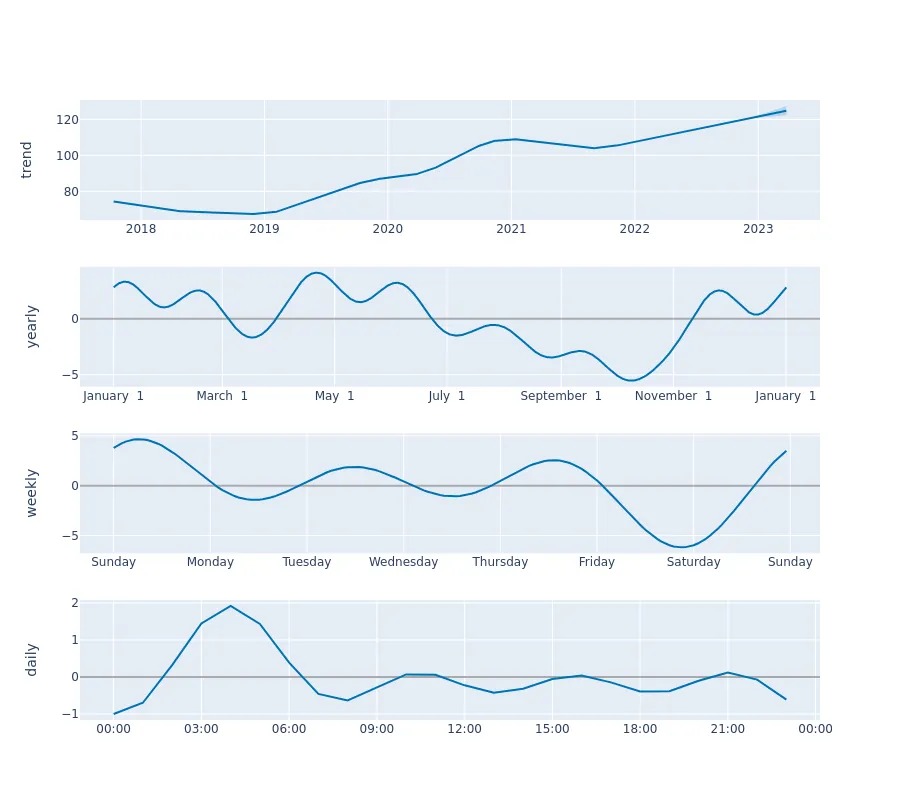 trend
120
100
80
2018 2019 2020 2021 2022 2023
yearly
0
−5
January 1 March 1 May 1 July 1 September 1 November 1 January 1
weekly
5
0
−5
Sunday Monday Tuesday Wednesday Thursday Friday Saturday Sunday
daily
2
1
0
−1
00:00 03:00 06:00 09:00 12:00 15:00 18:00 21:00 00:00